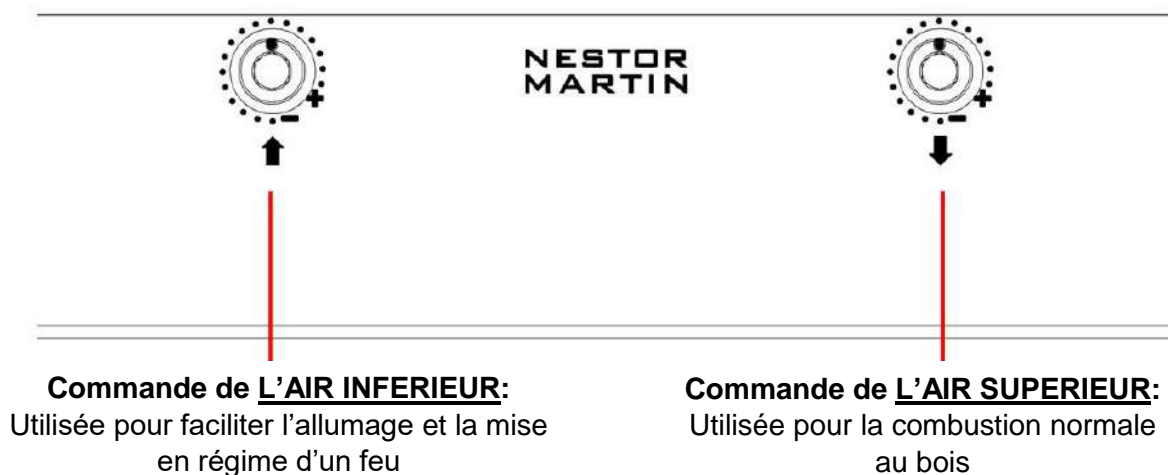 NESTOR
MARTIN
+
–
+
–
Commande de L'AIR INFERIEUR:
Utilisée pour faciliter l’allumage et la mise
en régime d’un feu
Commande de L'AIR SUPERIEUR:
Utilisée pour la combustion normale
au bois